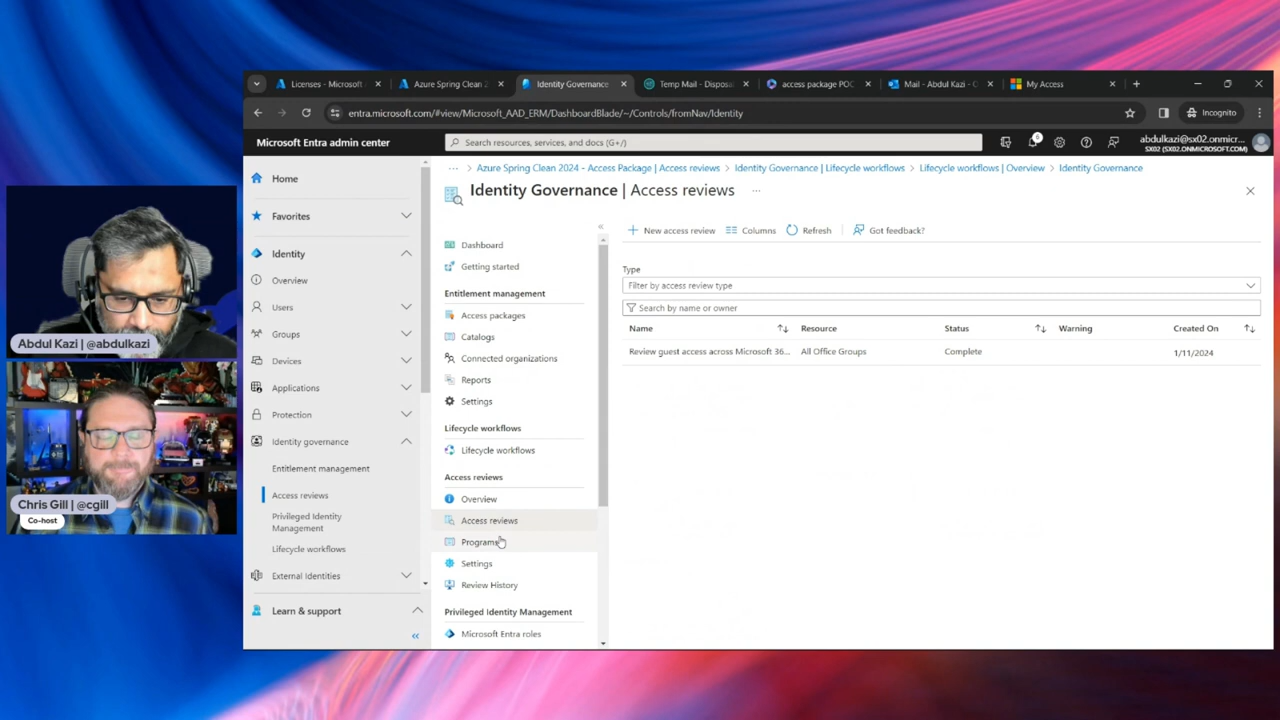 Licenses - Microsoft
Azure Spring Clean 2
Identity Governance
Temp Mail - Disposa
access package POC
Mail - Abdul Kazi - O
My Access
entra.microsoft.com/#view/Microsoft_AAD_ERM/DashboardBlade/~/Controls/fromNav/Identity
Incognito
Microsoft Entra admin center
Search resources, services, and docs (G+/)
abdulkazi@sx02.onmicr...
SX02 (SX02.ONMICROSOFT.COM)
Home
Favorites
Identity
Overview
Users
Groups
Devices
Applications
Protection
Identity governance
Entitlement management
Access reviews
Privileged Identity
Management
Lifecycle workflows
External Identities
Learn & support
... Azure Spring Clean 2024 - Access Package | Access reviews > Identity Governance | Lifecycle workflows > Lifecycle workflows | Overview > Identity Governance
Identity Governance | Access reviews ...
Dashboard
Getting started
Entitlement management
Access packages
Catalogs
Connected organizations
Reports
Settings
Lifecycle workflows
Lifecycle workflows
Access reviews
Overview
Access reviews
Programs
Settings
Review History
Privileged Identity Management
Microsoft Entra roles
New access review
Columns
Refresh
Got feedback?
Type
Filter by access review type
Search by name or owner
Name Resource Status Warning Created On
Review guest access across Microsoft 36... All Office Groups Complete 1/11/2024
Abdul Kazi | @abdulkazi
Chris Gill | @cgill
Co-host